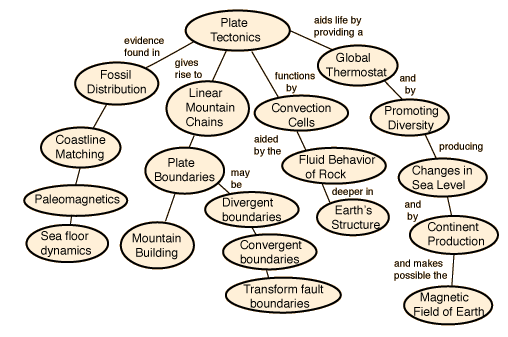 Plate
Tectonics
evidence
found in
gives
rise to
functions
by
aids life by
providing a
Fossil
Distribution
Linear
Mountain
Chains
Convection
Cells
Global
Thermostat
and
by
Promoting
Diversity
Coastline
Matching
Plate
Boundaries
aided
by the
Fluid Behavior
of Rock
producing
Changes in
Sea Level
may
be
deeper in
Paleomagnetics
Divergent
boundaries
Earth's
Structure
and
by
Sea floor
dynamics
Mountain
Building
Convergent
boundaries
Continent
Production
Transform fault
boundaries
and makes
possible the
Magnetic
Field of Earth